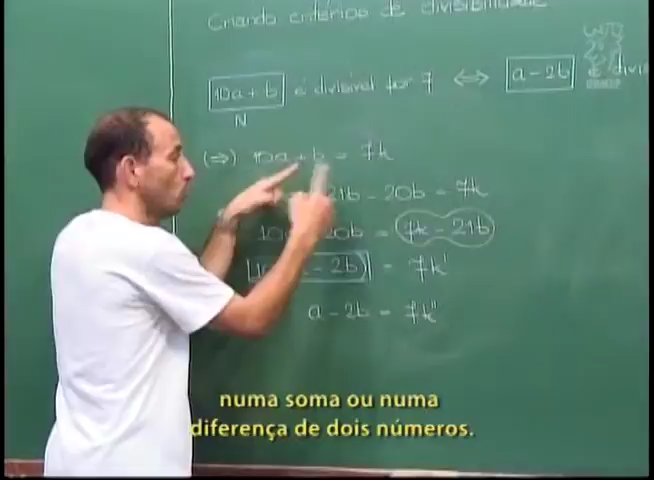 Criando critérios de divisibilidade
10a + b é divisível por 7 ⟺ a - 2b é divi
N
(⇒) 10a + b = 7k
21b - 20b = 7k
20b = 7k - 21b
- 2b) = 7k'
a - 2b = 7k''
numa soma ou numa
diferença de dois números.